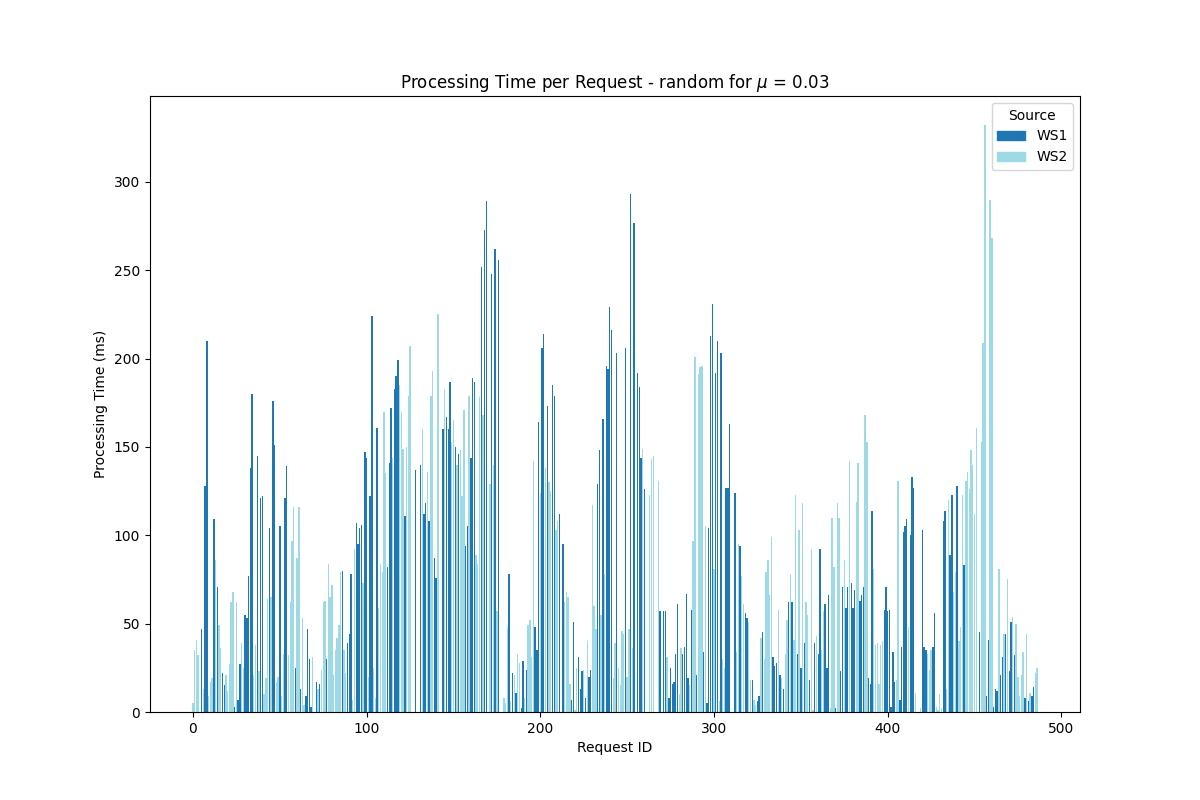 Processing Time per Request - random for μ = 0.03
Source
WS1
WS2
Processing Time (ms)
300
250
200
150
100
50
0
0 100 200 300 400 500
Request ID